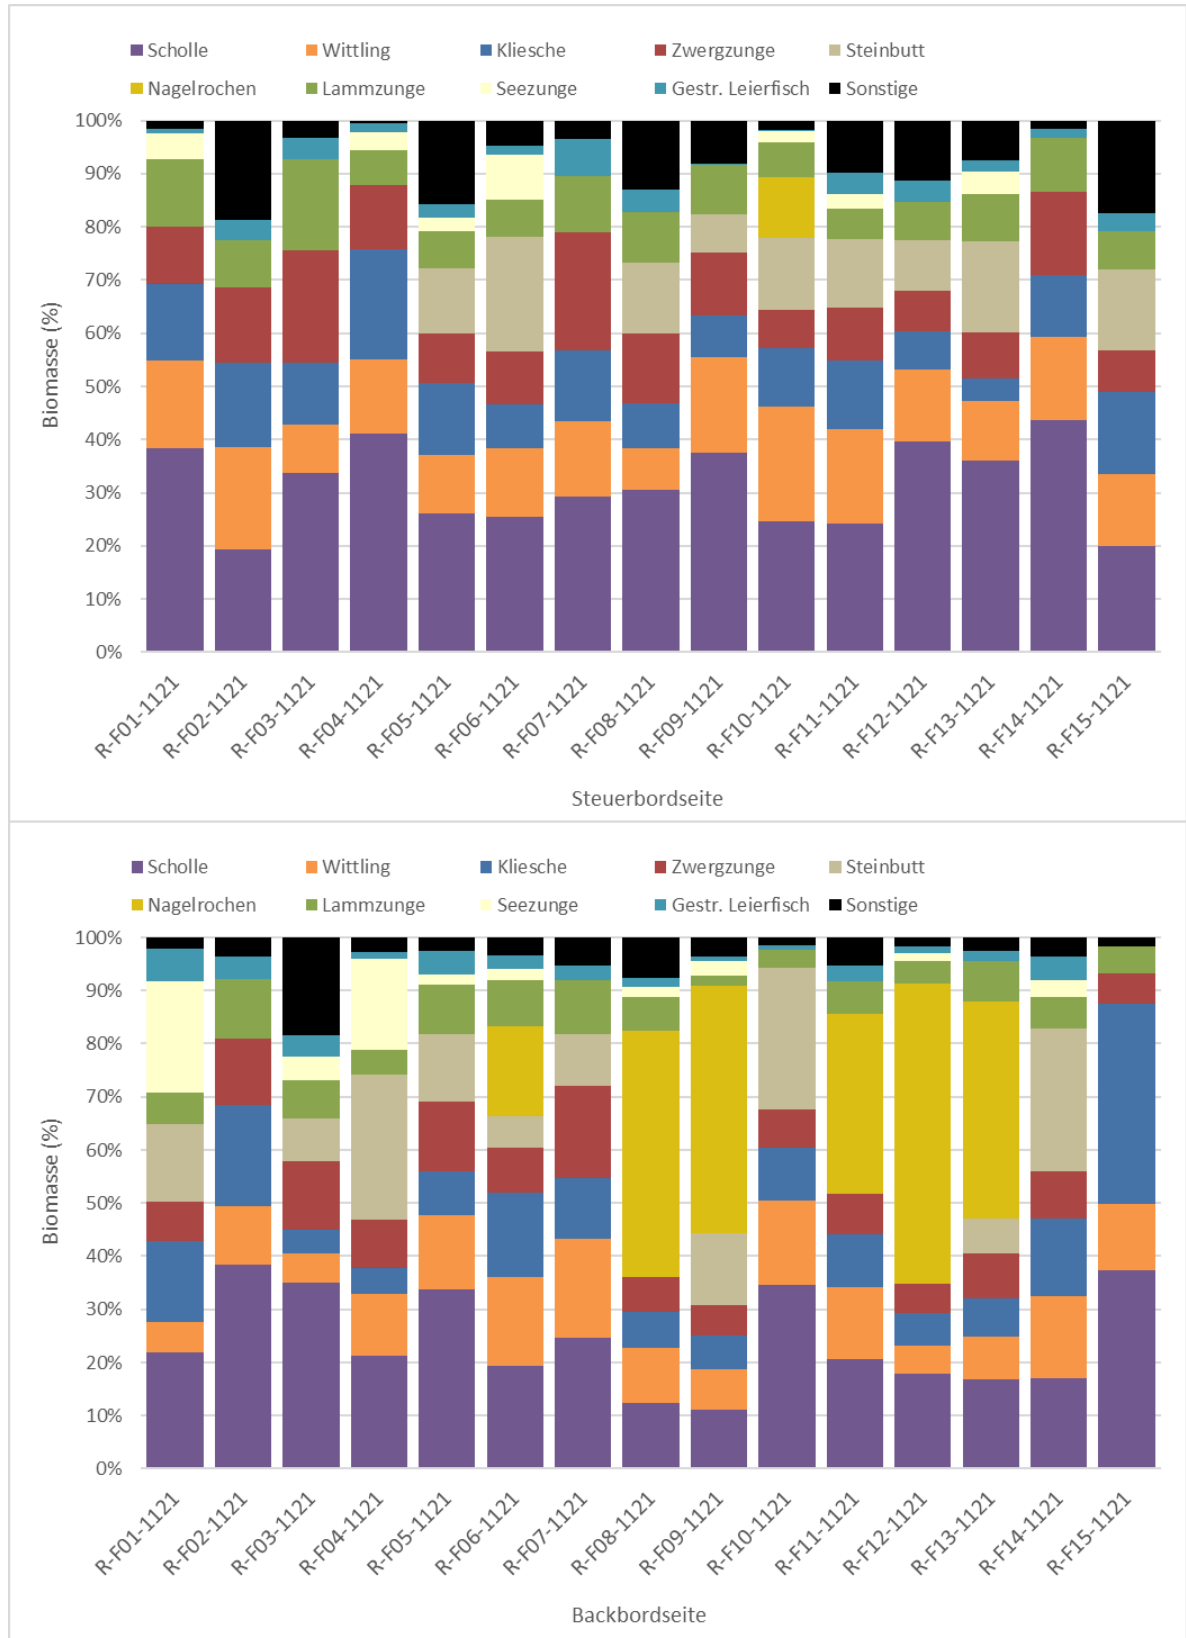 Scholle Wittling Kliesche Zwergzunge Steinbutt
Nagelrochen Lammzunge Seezunge Gestr. Leierfisch Sonstige
100%
90%
80%
70%
60%
50%
40%
30%
20%
10%
0%
Biomasse (%)
R-F01-1121 R-F02-1121 R-F03-1121 R-F04-1121 R-F05-1121 R-F06-1121 R-F07-1121 R-F08-1121 R-F09-1121 R-F10-1121 R-F11-1121 R-F12-1121 R-F13-1121 R-F14-1121 R-F15-1121
Steuerbordseite
Scholle Wittling Kliesche Zwergzunge Steinbutt
Nagelrochen Lammzunge Seezunge Gestr. Leierfisch Sonstige
100%
90%
80%
70%
60%
50%
40%
30%
20%
10%
0%
Biomasse (%)
R-F01-1121 R-F02-1121 R-F03-1121 R-F04-1121 R-F05-1121 R-F06-1121 R-F07-1121 R-F08-1121 R-F09-1121 R-F10-1121 R-F11-1121 R-F12-1121 R-F13-1121 R-F14-1121 R-F15-1121
Backbordseite